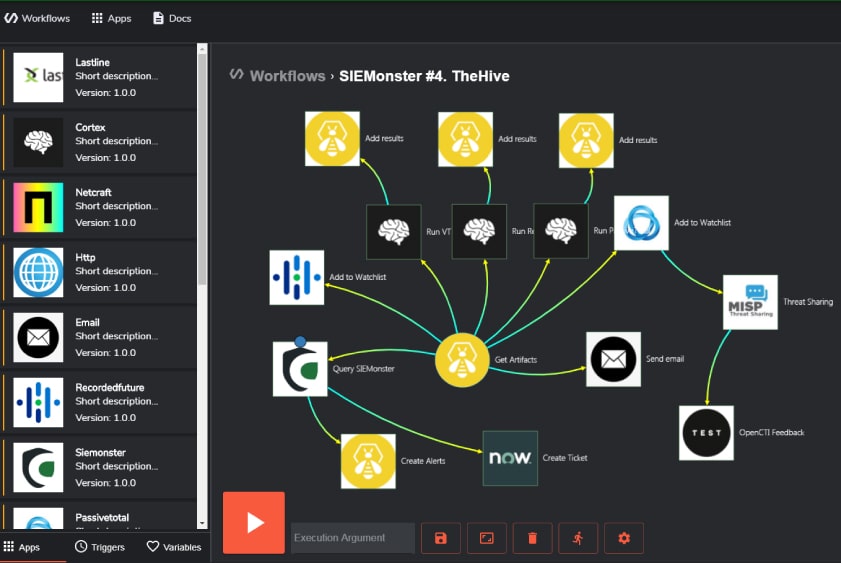 Workflows
Apps
Docs
Lastline
Short description...
Version: 1.0.0
Cortex
Short description...
Version: 1.0.0
Netcraft
Short description...
Version: 1.0.0
Http
Short description...
Version: 1.0.0
Email
Short description...
Version: 1.0.0
Recordedfuture
Short description...
Version: 1.0.0
Siemonster
Short description...
Version: 1.0.0
Passivetotal
Short description...
Apps
Triggers
Variables
Workflows › SIEMonster #4. TheHive
Add results
Add results
Add results
Run VT
Run Re
Run P
Add to Watchlist
Add to Watchlist
MISP
Threat Sharing
Threat Sharing
Query SIEMonster
Get Artifacts
Send email
TEST
OpenCTI Feedback
Create Alerts
now.
Create Ticket
Execution Argument